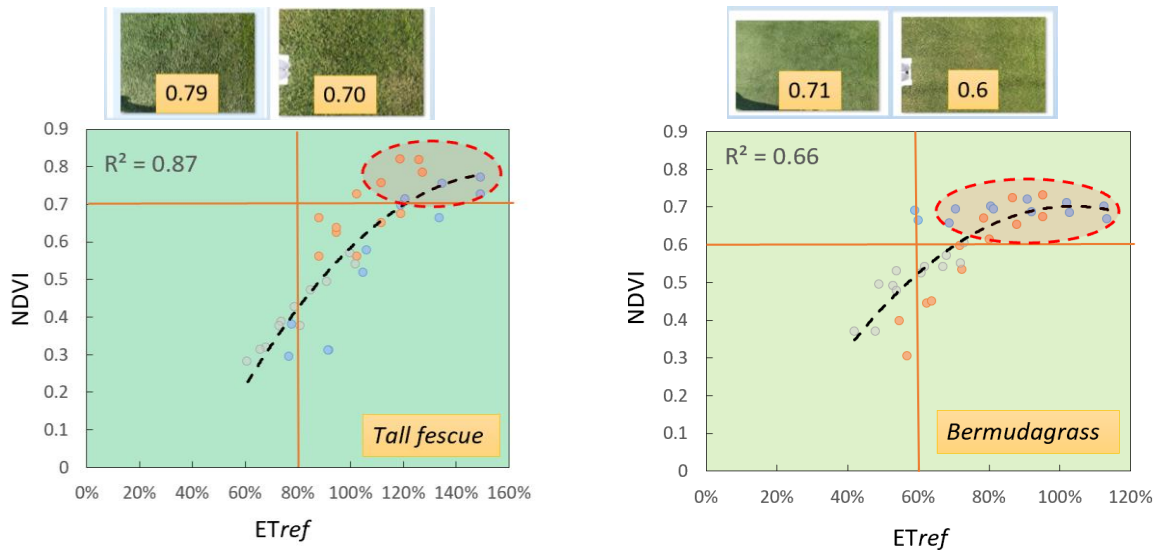 0.79
0.70
0.71
0.6
NDVI
0.9
0.8
0.7
0.6
0.5
0.4
0.3
0.2
0.1
0
R² = 0.87
Tall fescue
0% 20% 40% 60% 80% 100% 120% 140% 160%
ETref
NDVI
0.9
0.8
0.7
0.6
0.5
0.4
0.3
0.2
0.1
0
R² = 0.66
Bermudagrass
0% 20% 40% 60% 80% 100% 120%
ETref